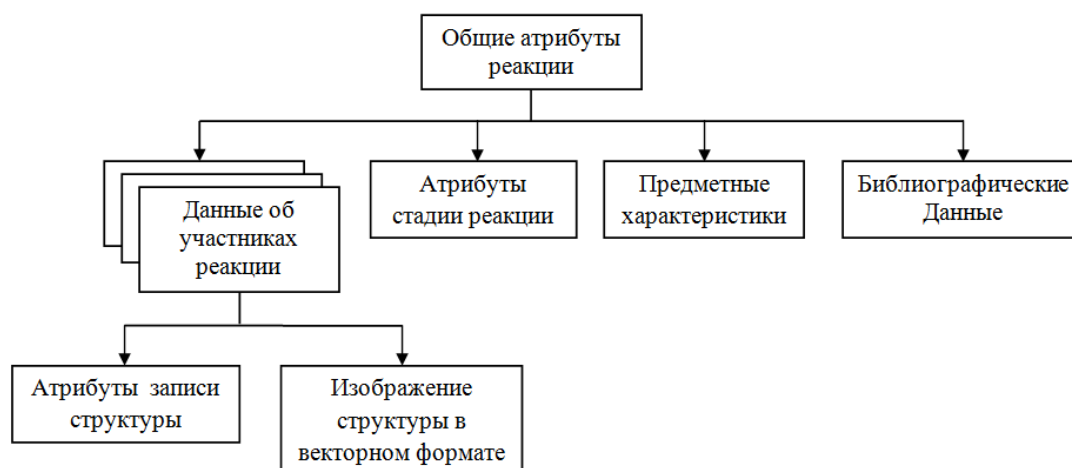 Общие атрибуты
реакции
Данные об
участниках
реакции
Атрибуты
стадии реакции
Предметные
характеристики
Библиографические
Данные
Атрибуты записи
структуры
Изображение
структуры в
векторном формате